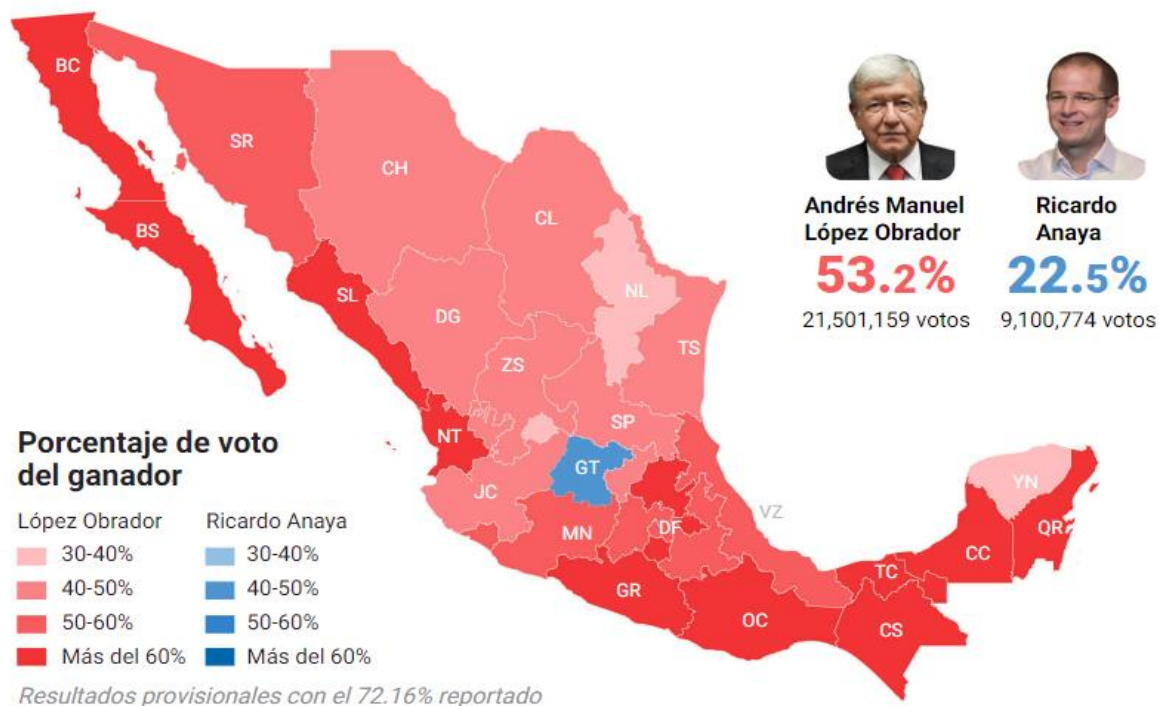 BC
SR
CH
CL
BS
SL
DG
NL
TS
ZS
SP
NT
GT
JC
MN
DF
VZ
YN
QR
CC
TC
GR
OC
CS
Andrés Manuel
López Obrador
53.2%
21,501,159 votos
Ricardo
Anaya
22.5%
9,100,774 votos
Porcentaje de voto
del ganador
López Obrador
30-40%
40-50%
50-60%
Más del 60%
Ricardo Anaya
30-40%
40-50%
50-60%
Más del 60%
Resultados provisionales con el 72.16% reportado